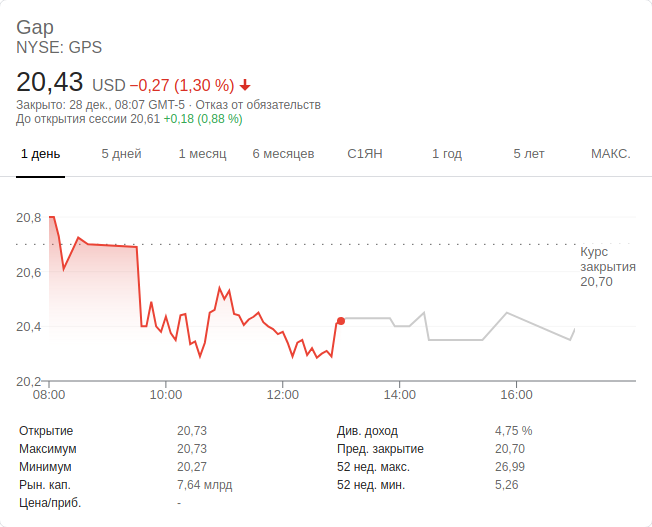 Gap
NYSE: GPS
20,43 USD −0,27 (1,30 %)
Закрыто: 28 дек., 08:07 GMT-5 · Отказ от обязательств
До открытия сессии 20,61 +0,18 (0,88 %)
1 день 5 дней 1 месяц 6 месяцев С1ЯН 1 год 5 лет МАКС.
20,8
Курс
закрытия
20,70
20,6
20,4
20,2
08:00 10:00 12:00 14:00 16:00
Открытие 20,73 Див. доход 4,75 %
Максимум 20,73 Пред. закрытие 20,70
Минимум 20,27 52 нед. макс. 26,99
Рын. кап. 7,64 млрд 52 нед. мин. 5,26
Цена/приб. -